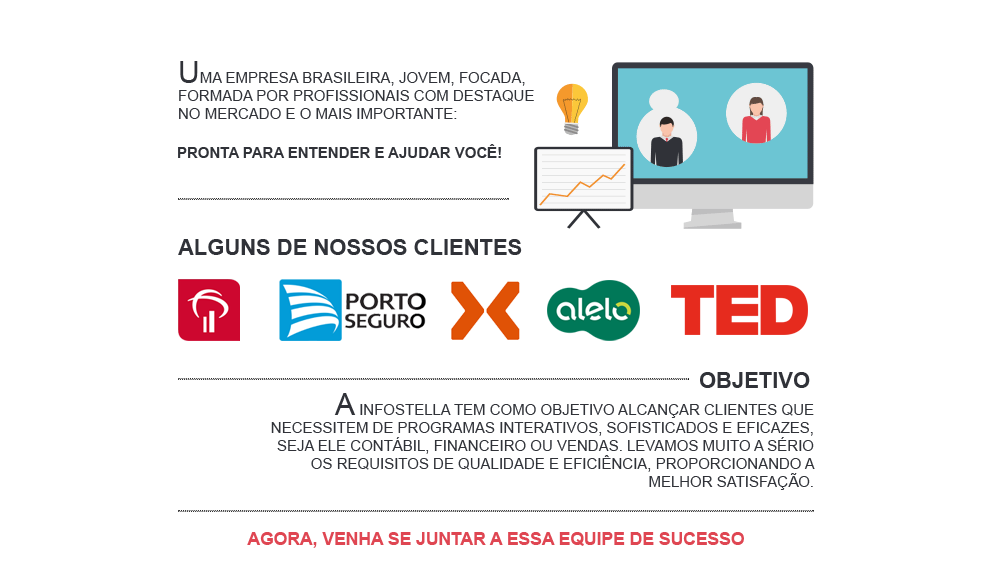 UMA EMPRESA BRASILEIRA, JOVEM, FOCADA,
FORMADA POR PROFISSIONAIS COM DESTAQUE
NO MERCADO E O MAIS IMPORTANTE:
PRONTA PARA ENTENDER E AJUDAR VOCÊ!
ALGUNS DE NOSSOS CLIENTES
PORTO
SEGURO
alelo
TED
OBJETIVO
A INFOSTELLA TEM COMO OBJETIVO ALCANÇAR CLIENTES QUE
NECESSITEM DE PROGRAMAS INTERATIVOS, SOFISTICADOS E EFICAZES,
SEJA ELE CONTÁBIL, FINANCEIRO OU VENDAS. LEVAMOS MUITO A SÉRIO
OS REQUISITOS DE QUALIDADE E EFICIÊNCIA, PROPORCIONANDO A
MELHOR SATISFAÇÃO.
AGORA, VENHA SE JUNTAR A ESSA EQUIPE DE SUCESSO